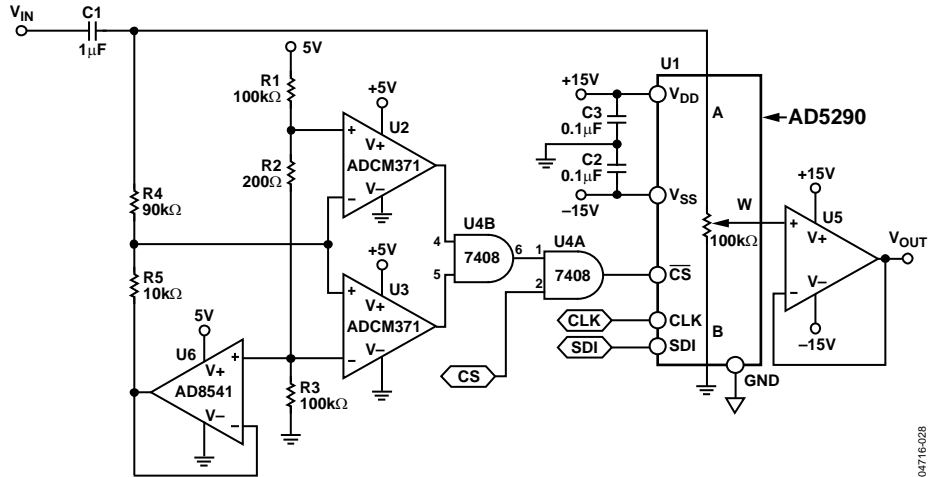 VIN
C1
1µF
5V
R1
100kΩ
+5V
U2
V+
+
ADCM371
V–
–
R2
200Ω
R4
90kΩ
R5
10kΩ
+5V
U3
+
V+
ADCM371
–
V–
5V
U6
+
V+
AD8541
V–
–
R3
100kΩ
U4B
4
7408
6
5
U4A
1
7408
2
CS
+15V
C3
0.1µF
C2
0.1µF
–15V
U1
VDD
A
AD5290
VSS
W
100kΩ
CS
CLK
CLK
B
SDI
SDI
GND
+15V
U5
+
V+
V–
–
–15V
VOUT
04716-028